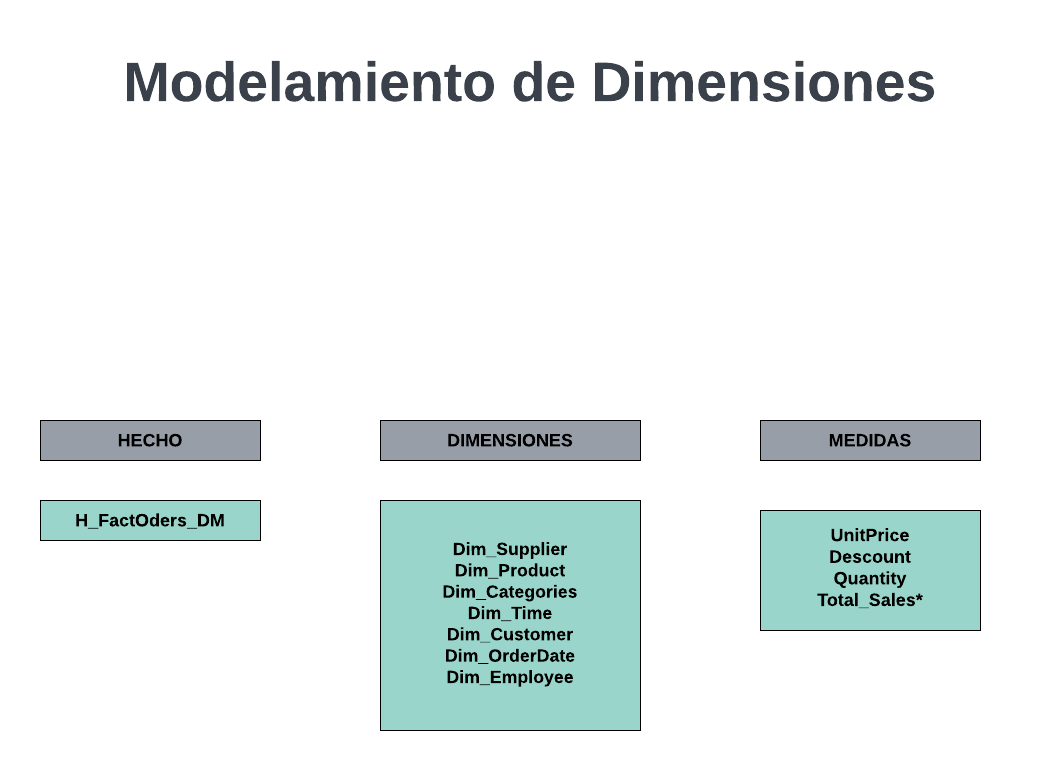 Modelamiento de Dimensiones
HECHO
DIMENSIONES
MEDIDAS
H_FactOders_DM
Dim_Supplier
Dim_Product
Dim_Categories
Dim_Time
Dim_Customer
Dim_OrderDate
Dim_Employee
UnitPrice
Descount
Quantity
Total_Sales*